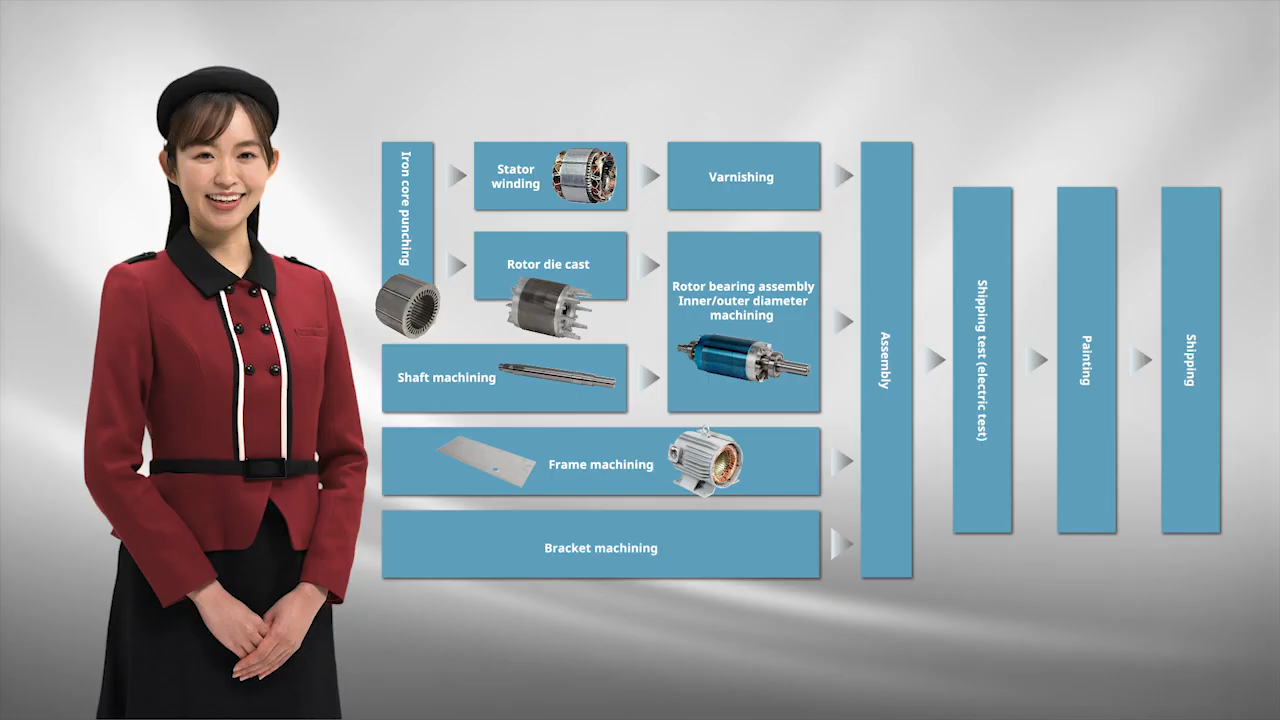 Iron core punching
Stator
winding
Varnishing
Rotor die cast
Rotor bearing assembly
Inner/outer diameter
machining
Shaft machining
Frame machining
Bracket machining
Assembly
Shipping test (electric test)
Painting
Shipping